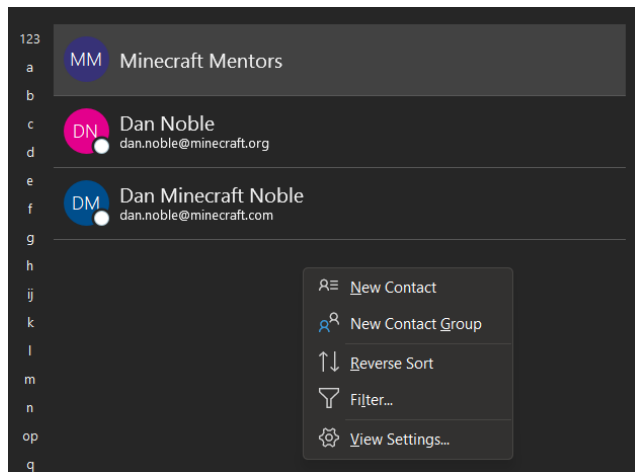 123
a
b
c
d
e
f
g
h
ij
k
l
m
n
op
q
MM Minecraft Mentors
DN Dan Noble
dan.noble@minecraft.org
DM Dan Minecraft Noble
dan.noble@minecraft.com
New Contact
New Contact Group
Reverse Sort
Filter...
View Settings...